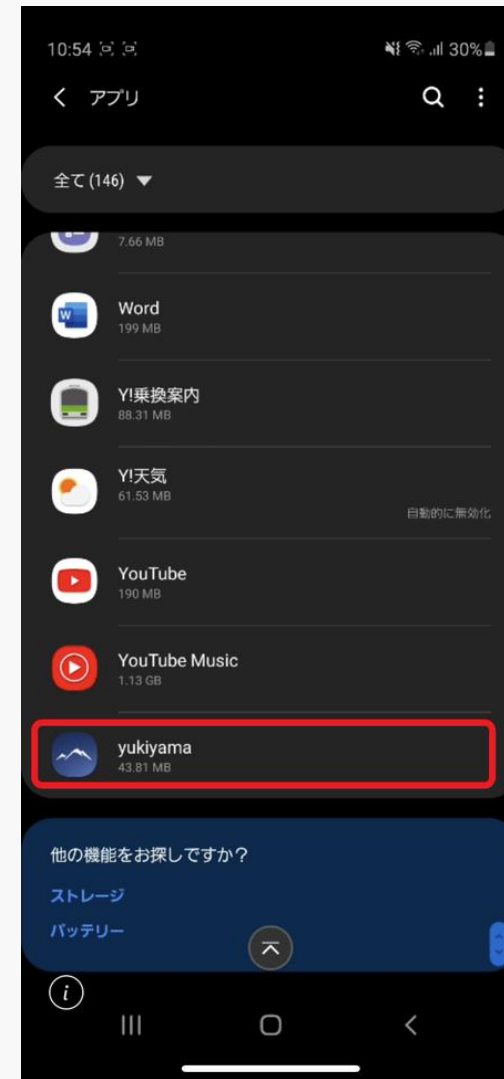 10:54
30%
アプリ
全て (146) ▼
7.66 MB
Word
199 MB
Y!乗換案内
88.31 MB
Y!天気
61.53 MB
自動的に無効化
YouTube
190 MB
YouTube Music
1.13 GB
yukiyama
43.81 MB
他の機能をお探しですか?
ストレージ
バッテリー